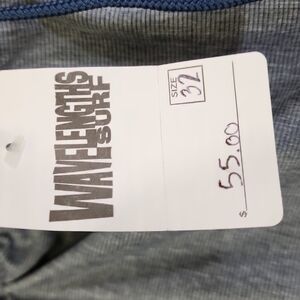 WAVELENGTHS
SURF
SIZE
32
$ 55.00